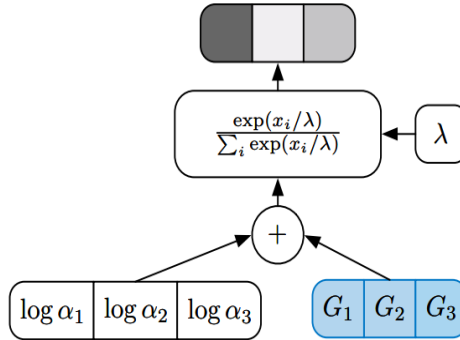 exp(x_i/λ)
∑_i exp(x_i/λ)
λ
+
log α_1 log α_2 log α_3 G_1 G_2 G_3